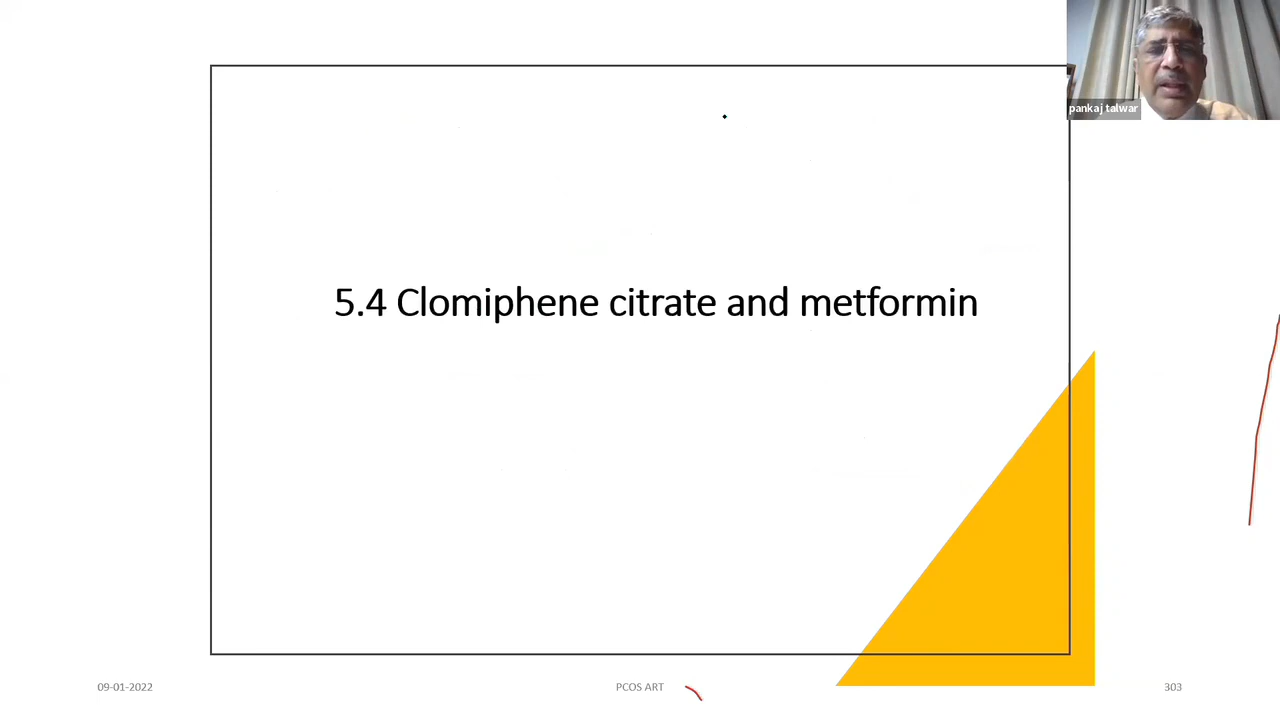 pankaj talwar
5.4 Clomiphene citrate and metformin
09-01-2022
PCOS ART
303